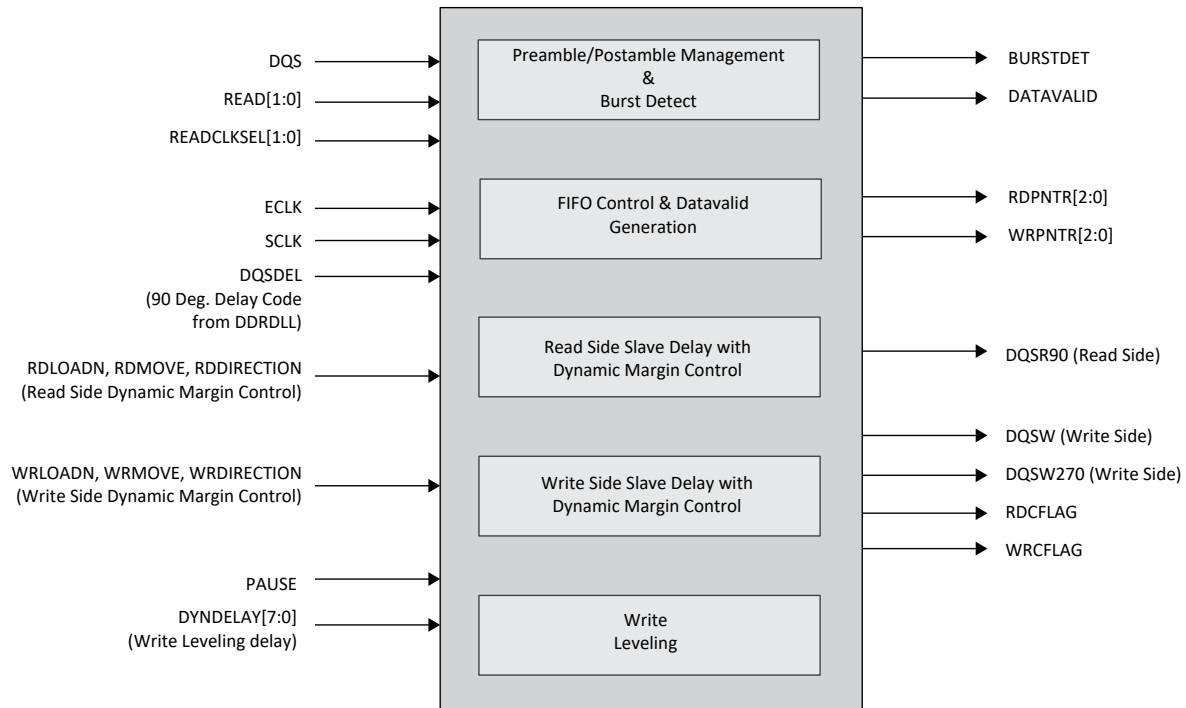 DQS
READ[1:0]
READCLKSEL[1:0]
ECLK
SCLK
DQSDEL
(90 Deg. Delay Code
from DDRDLL)
RDLOADN, RDMOVE, RDDIRECTION
(Read Side Dynamic Margin Control)
WRLOADN, WRMOVE, WRDIRECTION
(Write Side Dynamic Margin Control)
PAUSE
DYNDELAY[7:0]
(Write Leveling delay)
Preamble/Postamble Management
&
Burst Detect
FIFO Control & Datavalid
Generation
Read Side Slave Delay with
Dynamic Margin Control
Write Side Slave Delay with
Dynamic Margin Control
Write
Leveling
BURSTDET
DATAVALID
RDPNTR[2:0]
WRPNTR[2:0]
DQSR90 (Read Side)
DQSW (Write Side)
DQSW270 (Write Side)
RDCFLAG
WRCFLAG